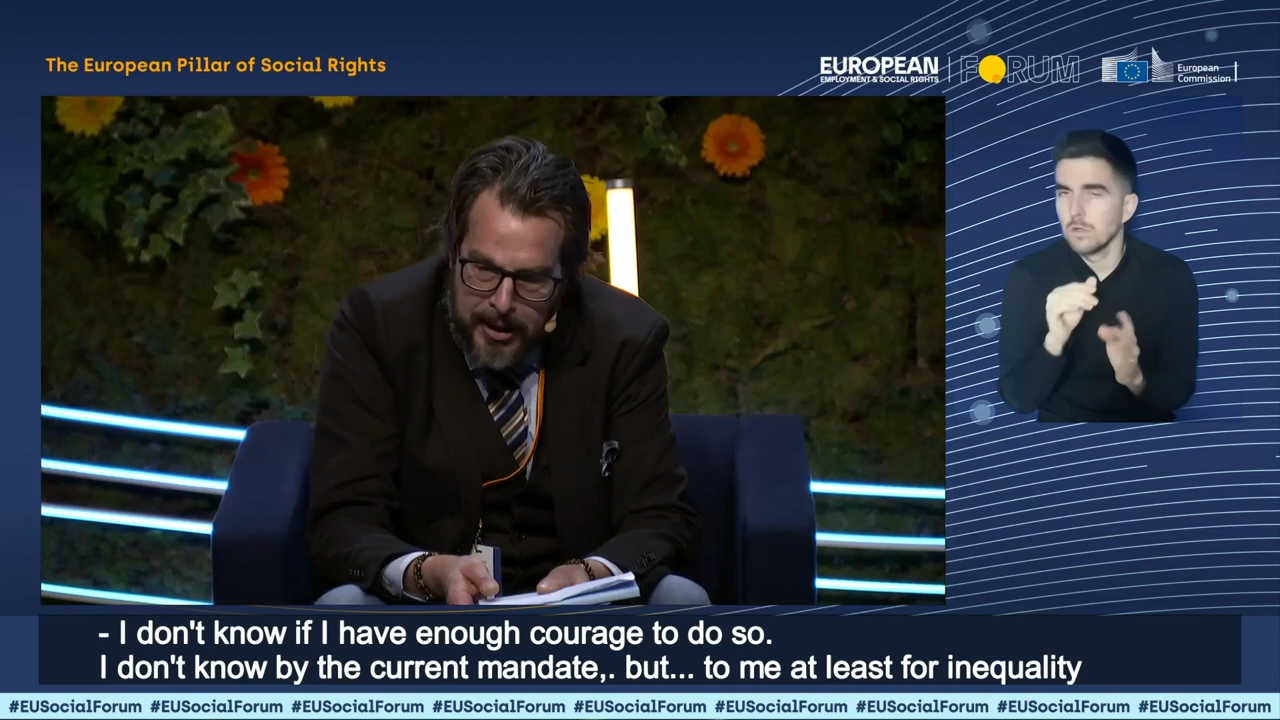 The European Pillar of Social Rights
EUROPEAN
EMPLOYMENT & SOCIAL RIGHTS
FORUM
European
Commission
- I don't know if I have enough courage to do so.
I don't know by the current mandate,. but... to me at least for inequality
#EUSocialForum #EUSocialForum #EUSocialForum #EUSocialForum #EUSocialForum #EUSocialForum #EUSocialForum #EUSocialForum #EUSocialForum